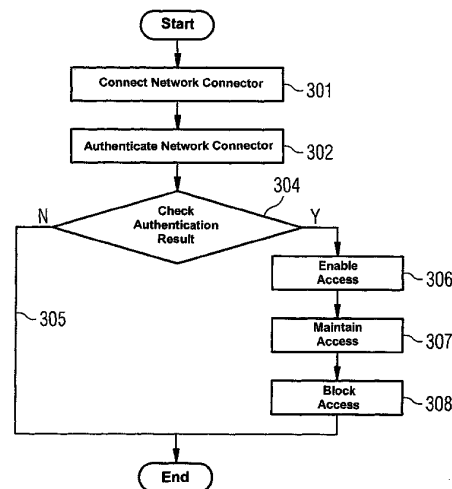 Start
Connect Network Connector
301
Authenticate Network Connector
302
304
N
Check
Authentication
Result
Y
Enable
Access
306
305
Maintain
Access
307
Block
Access
308
End